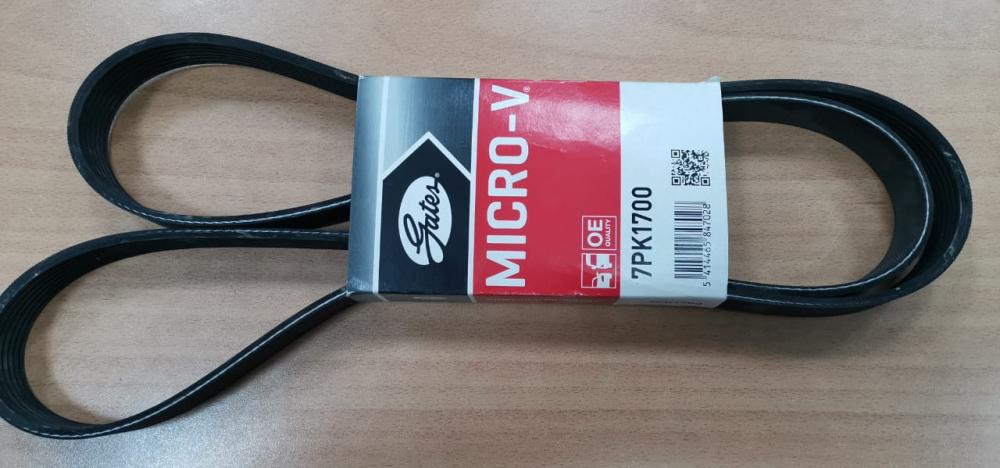 Gates®
MICRO-V®
OE
QUALITY
7PK1700
5 414465 847028